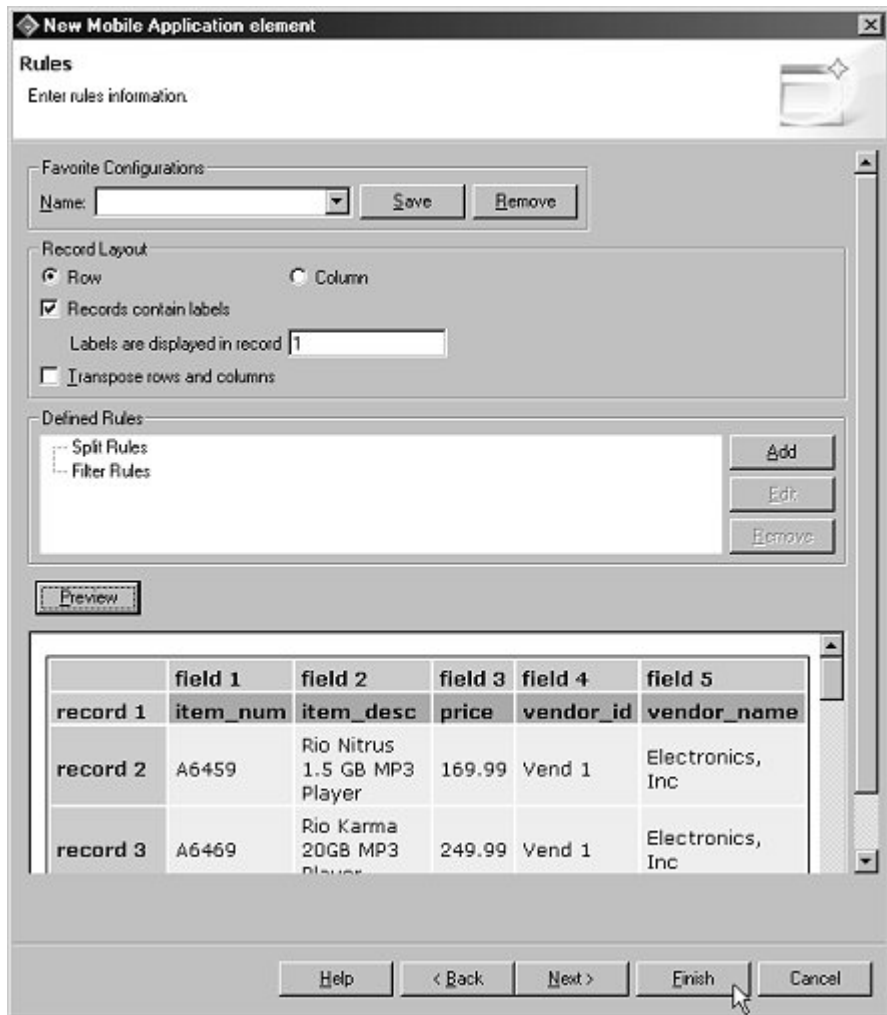 New Mobile Application element
Rules
Enter rules information.
Favorite Configurations
Name: Save Remove
Record Layout
Row Column
Records contain labels
Labels are displayed in record 1
Transpose rows and columns
Defined Rules
Split Rules
Filter Rules
Add
Edit
Remove
Preview
field 1 field 2 field 3 field 4 field 5
record 1 item_num item_desc price vendor_id vendor_name
record 2 A6459 Rio Nitrus 1.5 GB MP3 Player 169.99 Vend 1 Electronics, Inc
record 3 A6469 Rio Karma 20GB MP3 Player 249.99 Vend 1 Electronics, Inc
Help < Back Next > Finish Cancel